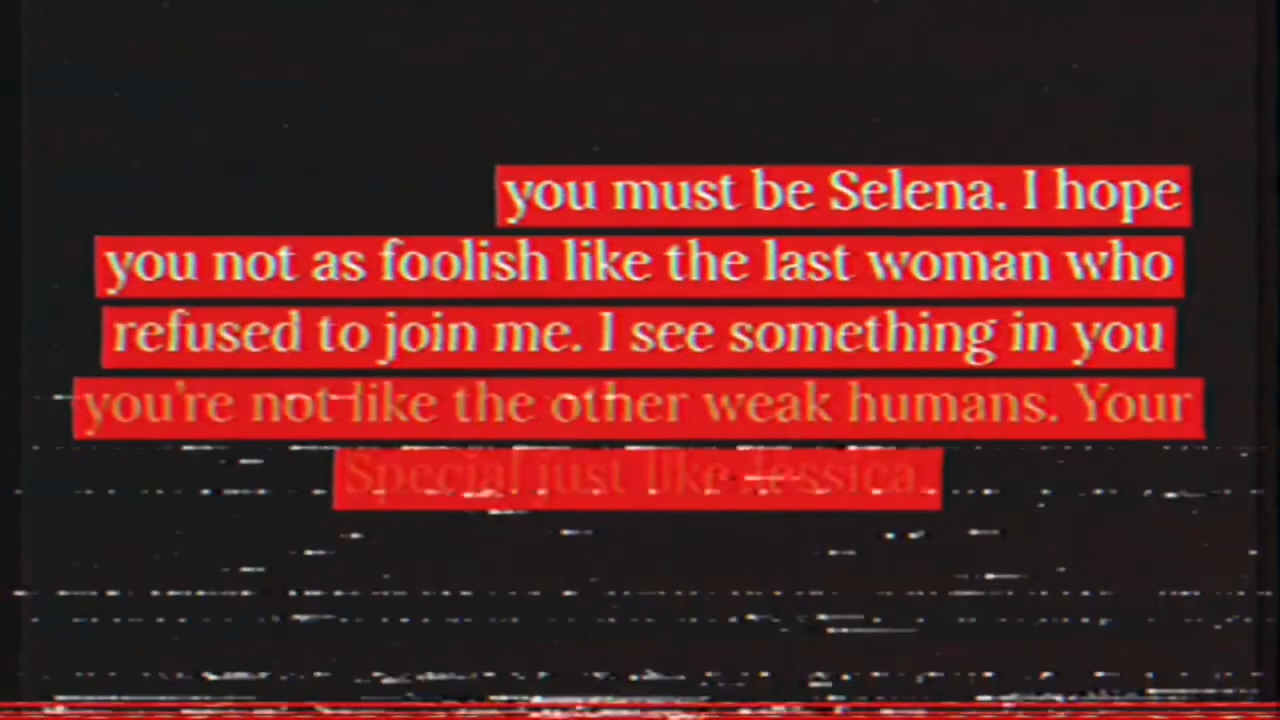 you must be Selena. I hope
you not as foolish like the last woman who
refused to join me. I see something in you
you're not like the other weak humans. Your
Special just like Jessica.